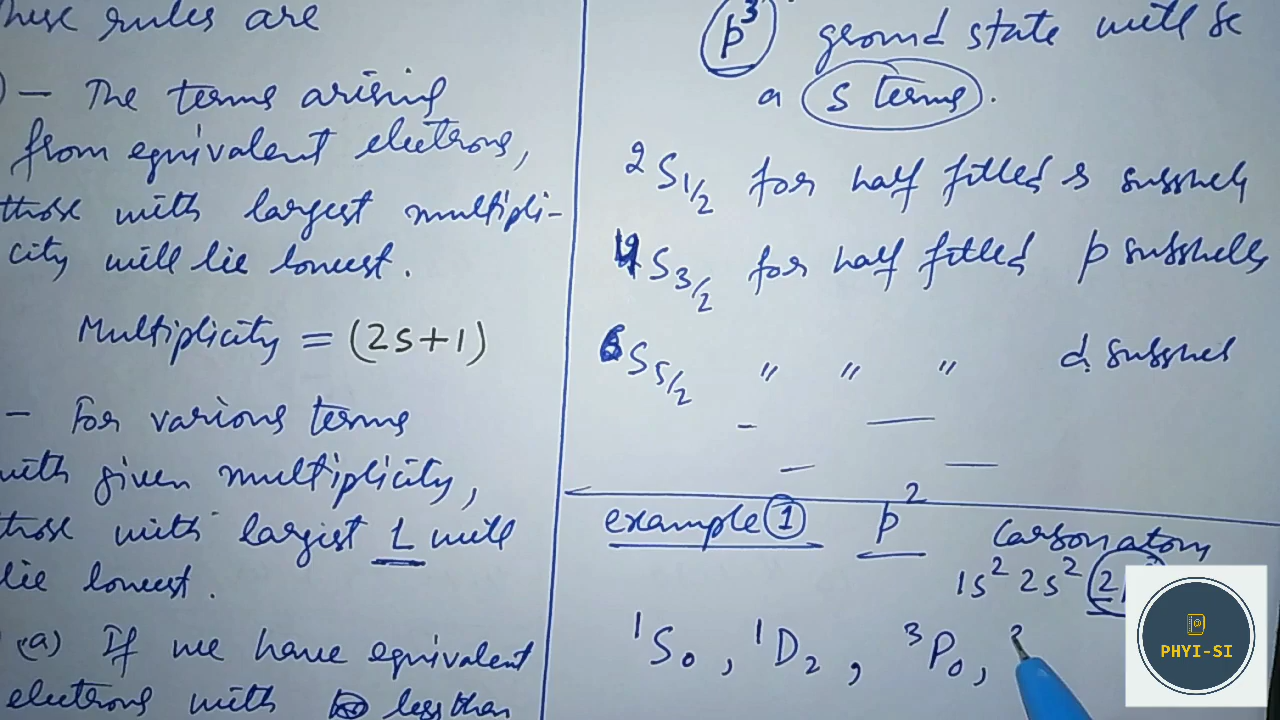 these rules are
) – The terms arising
from equivalent electrons,
those with largest multipli-
city will lie lowest.
Multiplicity = (2s+1)
– For various terms
with given multiplicity,
those with largest L will
lie lowest.
(a) If we have equivalent
electrons with less than
p³ ground state will be
a S terms.
²S1/2 for half filled s subshell
⁴S3/2 for half filled p subshells
⁶S5/2 " " " d subshel
– —
– —
example ① p² Carbon atom
1s² 2s² 2p
¹S₀, ¹D₂, ³P₀,
PHYI-SI